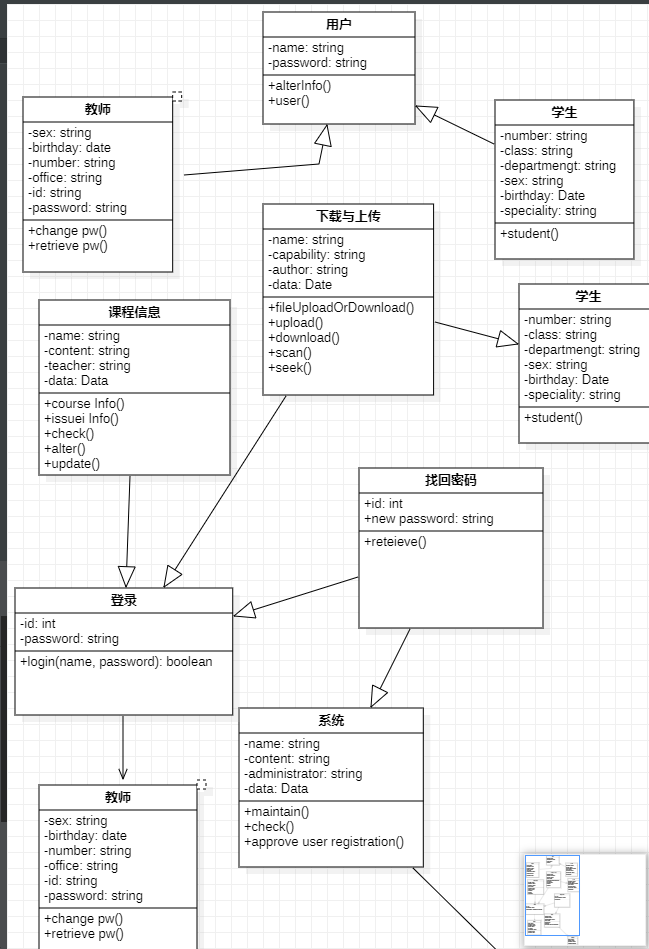 用户
-name: string
-password: string
+alterInfo()
+user()
教师
-sex: string
-birthday: date
-number: string
-office: string
-id: string
-password: string
+change pw()
+retrieve pw()
学生
-number: string
-class: string
-departmengt: string
-sex: string
-birthday: Date
-speciality: string
+student()
下载与上传
-name: string
-capability: string
-author: string
-data: Date
+fileUploadOrDownload()
+upload()
+download()
+scan()
+seek()
学生
-number: string
-class: string
-departmengt: string
-sex: string
-birthday: Date
-speciality: string
+student()
课程信息
-name: string
-content: string
-teacher: string
-data: Data
+course Info()
+issuei Info()
+check()
+alter()
+update()
找回密码
+id: int
+new password: string
+reteieve()
登录
-id: int
-password: string
+login(name, password): boolean
系统
-name: string
-content: string
-administrator: string
-data: Data
+maintain()
+check()
+approve user registration()
教师
-sex: string
-birthday: date
-number: string
-office: string
-id: string
-password: string
+change pw()
+retrieve pw()